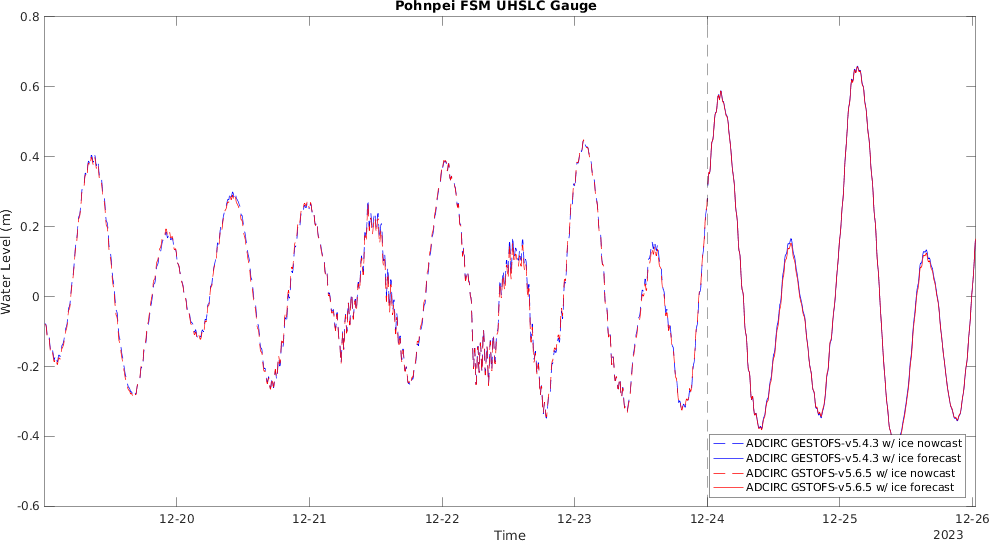 Pohnpei FSM UHSLC Gauge
0.8
0.6
0.4
0.2
0
-0.2
-0.4
-0.6
Water Level (m)
ADCIRC GESTOFS-v5.4.3 w/ ice nowcast
ADCIRC GESTOFS-v5.4.3 w/ ice forecast
ADCIRC GSTOFS-v5.6.5 w/ ice nowcast
ADCIRC GSTOFS-v5.6.5 w/ ice forecast
12-20 12-21 12-22 12-23 12-24 12-25 12-26
Time
2023